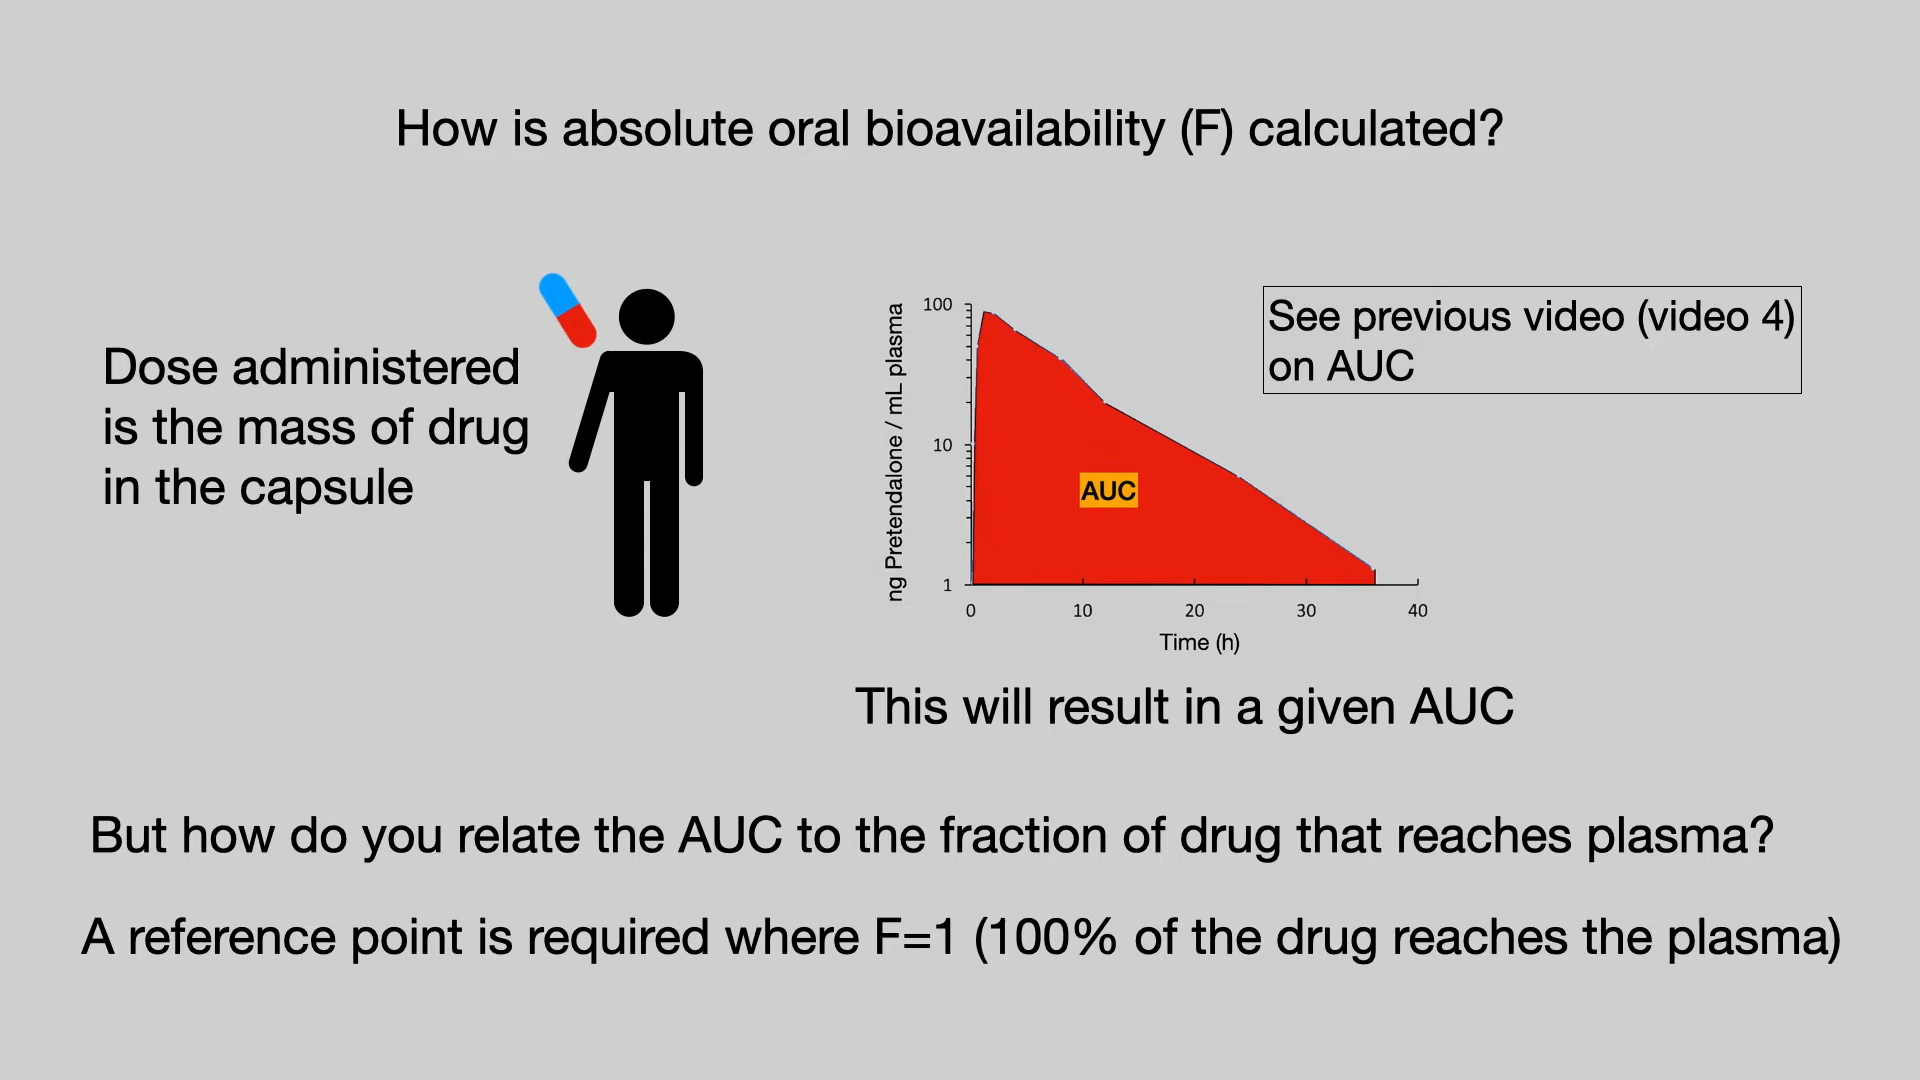 How is absolute oral bioavailability (F) calculated?
Dose administered
is the mass of drug
in the capsule
ng Pretendalone / mL plasma
100
10
1
AUC
0
10
20
30
40
Time (h)
See previous video (video 4)
on AUC
This will result in a given AUC
But how do you relate the AUC to the fraction of drug that reaches plasma?
A reference point is required where F=1 (100% of the drug reaches the plasma)